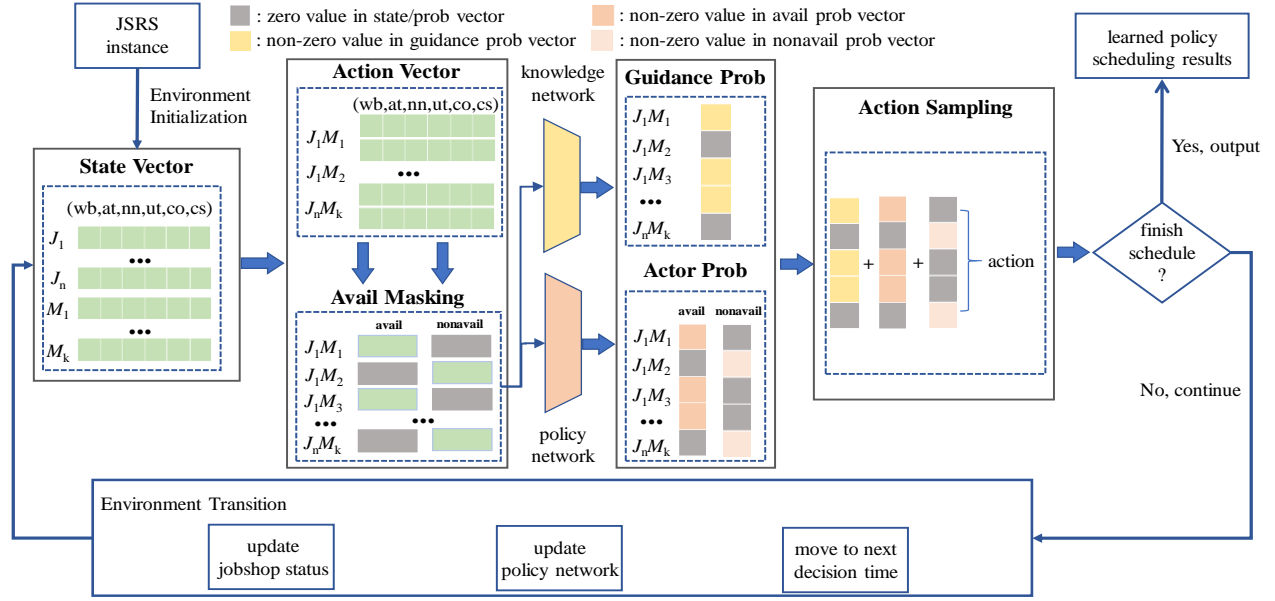 JSRS
instance
: zero value in state/prob vector
: non-zero value in avail prob vector
: non-zero value in guidance prob vector
: non-zero value in nonavail prob vector
learned policy
scheduling results
Environment
Initialization
State Vector
(wb,at,nn,ut,co,cs)
J₁
•••
Jₙ
M₁
•••
Mₖ
Action Vector
(wb,at,nn,ut,co,cs)
J₁M₁
J₁M₂
•••
JₙMₖ
Avail Masking
avail nonavail
J₁M₁
J₁M₂
J₁M₃
••• •••
JₙMₖ
knowledge
network
policy
network
Guidance Prob
J₁M₁
J₁M₂
J₁M₃
•••
JₙMₖ
Actor Prob
avail nonavail
J₁M₁
J₁M₂
J₁M₃
•••
JₙMₖ
Action Sampling
+ +
action
finish
schedule
?
Yes, output
No, continue
Environment Transition
update
jobshop status
update
policy network
move to next
decision time